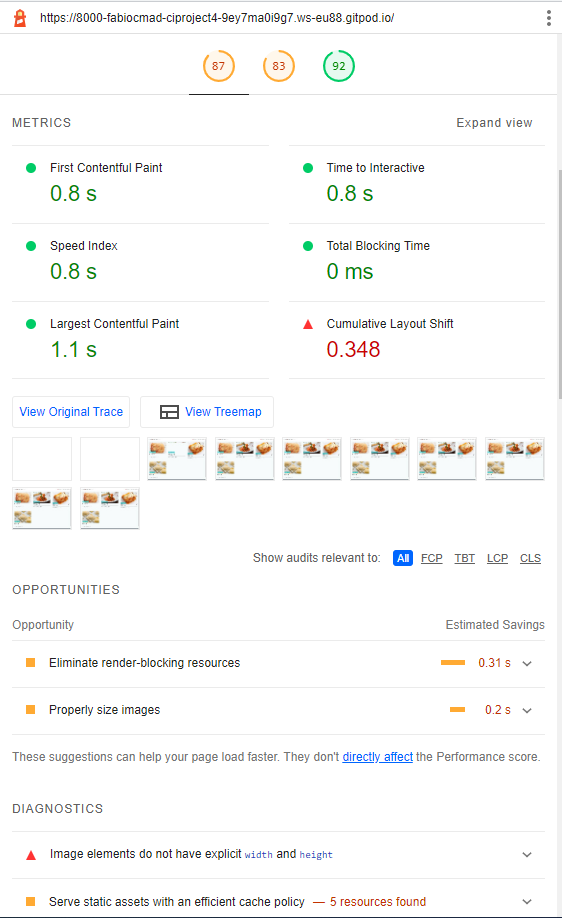 https://8000-fabiocmad-ciproject4-9ey7ma0i9g7.ws-eu88.gitpod.io/
87 83 92
METRICS Expand view
First Contentful Paint Time to Interactive
0.8 s 0.8 s
Speed Index Total Blocking Time
0.8 s 0 ms
Largest Contentful Paint Cumulative Layout Shift
1.1 s 0.348
View Original Trace View Treemap
Show audits relevant to: All FCP TBT LCP CLS
OPPORTUNITIES
Opportunity Estimated Savings
Eliminate render-blocking resources 0.31 s
Properly size images 0.2 s
These suggestions can help your page load faster. They don't directly affect the Performance score.
DIAGNOSTICS
Image elements do not have explicit width and height
Serve static assets with an efficient cache policy — 5 resources found